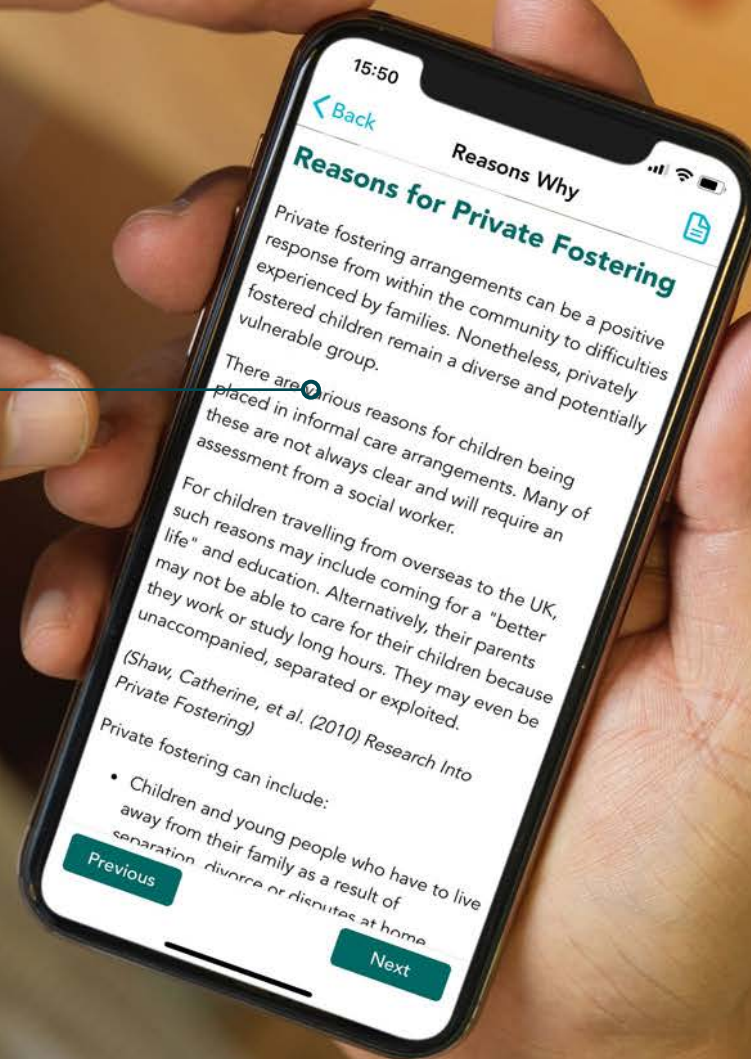 15:50
Back
Reasons Why
Reasons for Private Fostering
Private fostering arrangements can be a positive
response from within the community to difficulties
experienced by families. Nonetheless, privately
fostered children remain a diverse and potentially
vulnerable group.
There are various reasons for children being
placed in informal care arrangements. Many of
these are not always clear and will require an
assessment from a social worker.
For children travelling from overseas to the UK,
such reasons may include coming for a "better
life" and education. Alternatively, their parents
may not be able to care for their children because
they work or study long hours. They may even be
unaccompanied, separated or exploited.
(Shaw, Catherine, et al. (2010) Research Into
Private Fostering)
Private fostering can include:
• Children and young people who have to live
away from their family as a result of
separation, divorce or disputes at home
Previous
Next